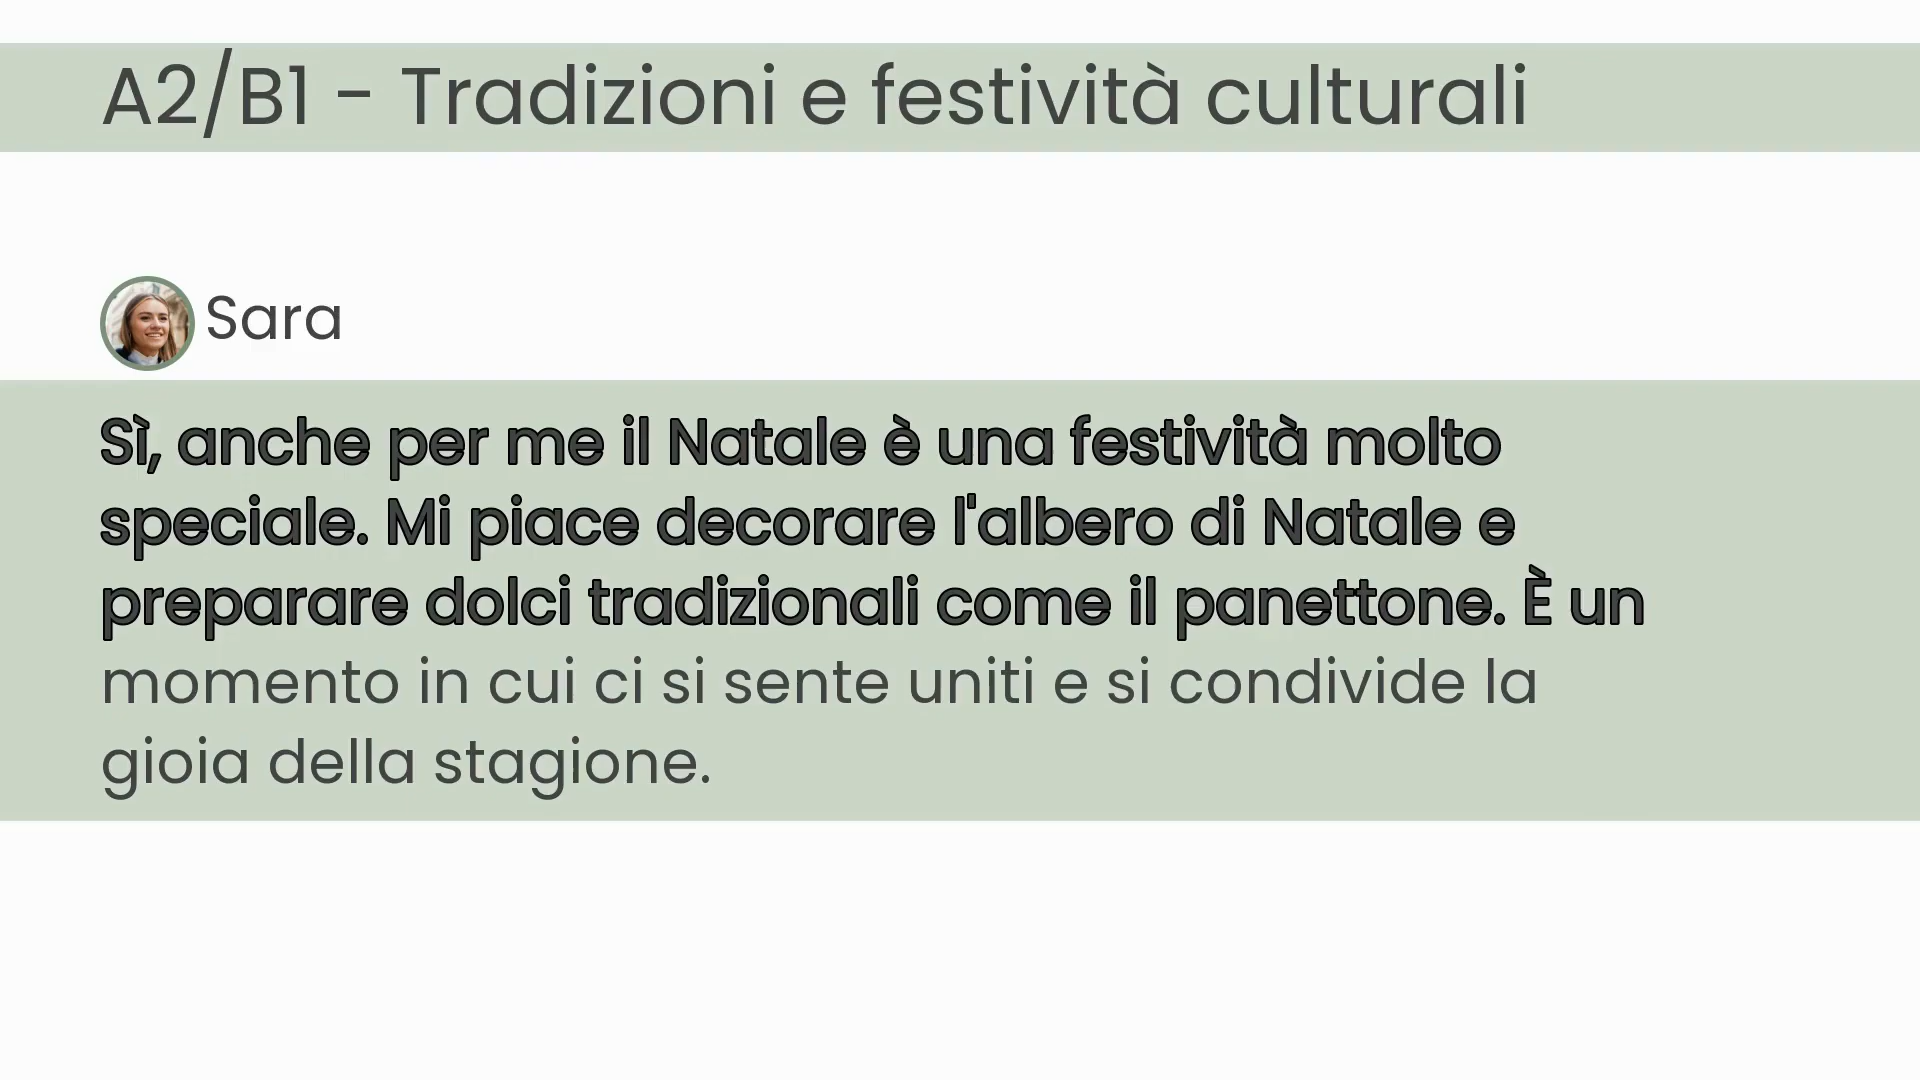 A2/B1 - Tradizioni e festività culturali
Sara
Sì, anche per me il Natale è una festività molto
speciale. Mi piace decorare l'albero di Natale e
preparare dolci tradizionali come il panettone. È un
momento in cui ci si sente uniti e si condivide la
gioia della stagione.